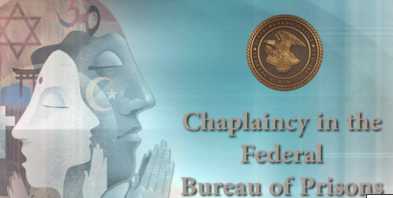 Chaplaincy in the
Federal
Bureau of Prisons